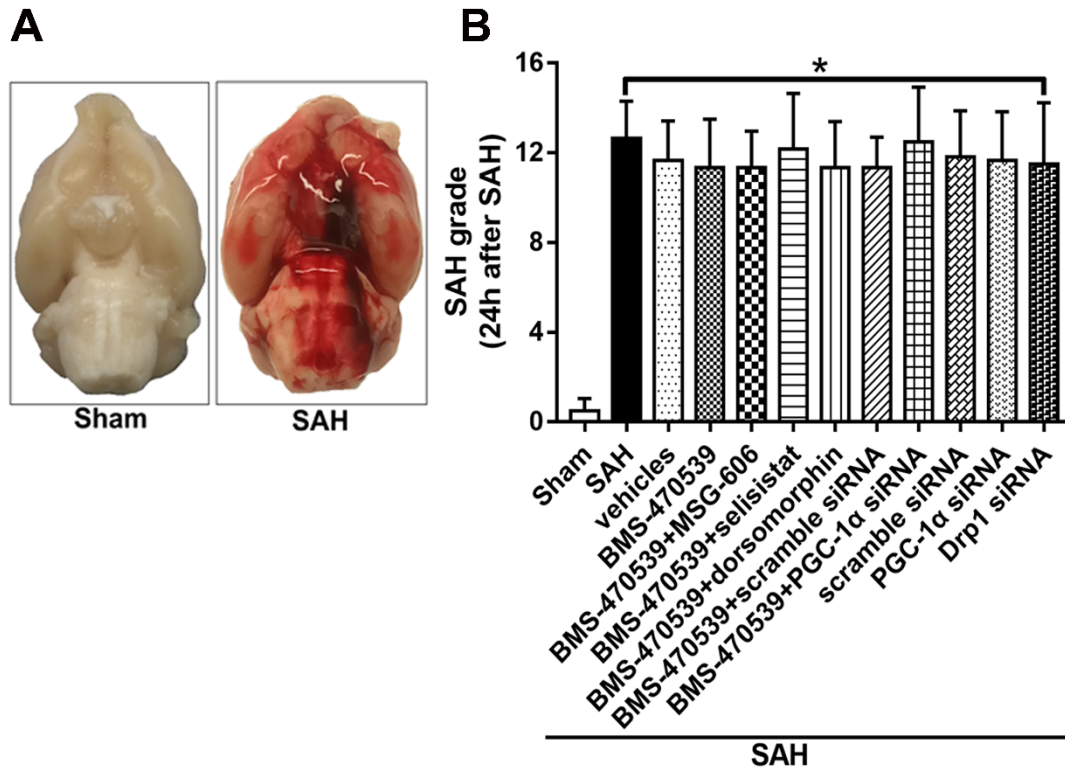 A
B
Sham
SAH
SAH grade
(24h after SAH)
16
12
8
4
0
*
Sham
SAH
vehicles
BMS-470539
BMS-470539+MSG-606
BMS-470539+selisistat
BMS-470539+dorsomorphin
BMS-470539+scramble siRNA
BMS-470539+PGC-1α siRNA
scramble siRNA
PGC-1α siRNA
Drp1 siRNA
SAH